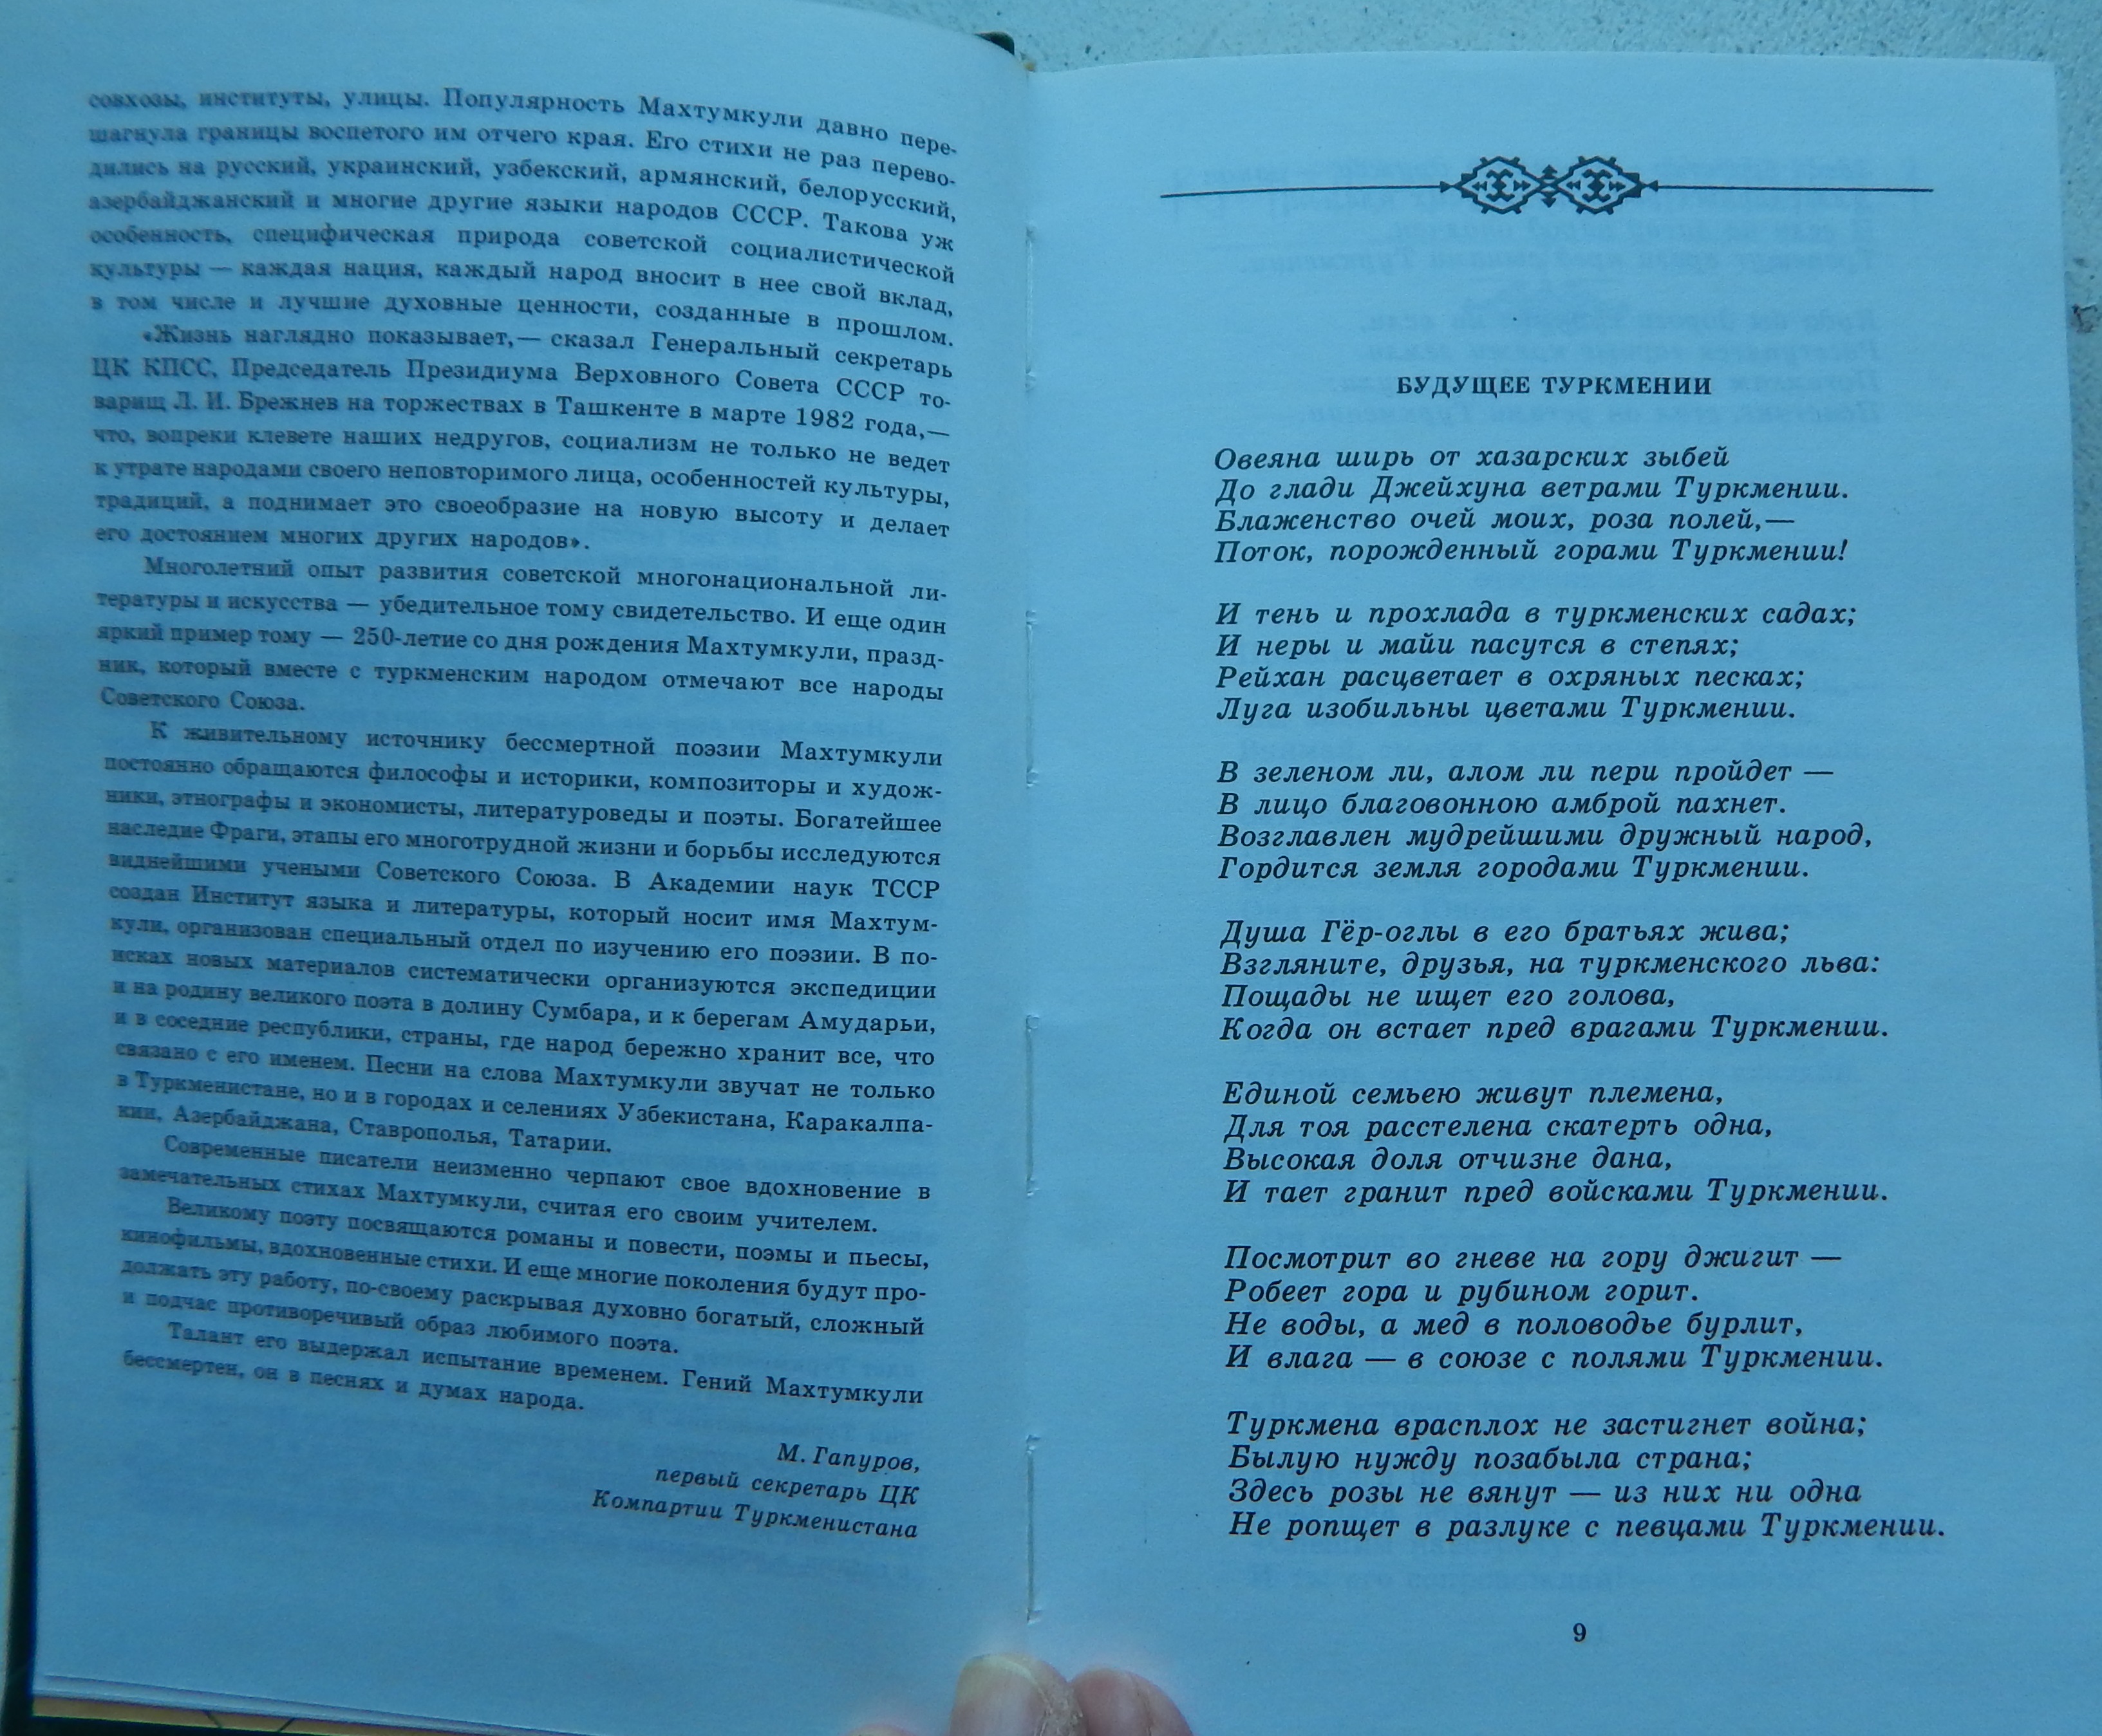 совхозы, институты, улицы. Популярность Махтумкули давно пере-
шагнула границы воспетого им отчего края. Его стихи не раз перево-
дились на русский, украинский, узбекский, армянский, белорусский,
азербайджанский и многие другие языки народов СССР. Такова уж
особенность, специфическая природа советской социалистической
культуры — каждая нация, каждый народ вносит в нее свой вклад,
в том числе и лучшие духовные ценности, созданные в прошлом.
«Жизнь наглядно показывает,— сказал Генеральный секретарь
ЦК КПСС, Председатель Президиума Верховного Совета СССР то-
варищ Л. И. Брежнев на торжествах в Ташкенте в марте 1982 года,—
что, вопреки клевете наших недругов, социализм не только не ведет
к утрате народами своего неповторимого лица, особенностей культуры,
традиций, а поднимает это своеобразие на новую высоту и делает
его достоянием многих других народов».
Многолетний опыт развития советской многонациональной ли-
тературы и искусства — убедительное тому свидетельство. И еще один
яркий пример тому — 250-летие со дня рождения Махтумкули, празд-
ник, который вместе с туркменским народом отмечают все народы
Советского Союза.
К живительному источнику бессмертной поэзии Махтумкули
постоянно обращаются философы и историки, композиторы и худож-
ники, этнографы и экономисты, литературоведы и поэты. Богатейшее
наследие Фраги, этапы его многотрудной жизни и борьбы исследуются
виднейшими учеными Советского Союза. В Академии наук ТССР
создан Институт языка и литературы, который носит имя Махтум-
кули, организован специальный отдел по изучению его поэзии. В по-
исках новых материалов систематически организуются экспедиции
и на родину великого поэта в долину Сумбара, и к берегам Амударьи,
и в соседние республики, страны, где народ бережно хранит все, что
связано с его именем. Песни на слова Махтумкули звучат не только
в Туркменистане, но и в городах и селениях Узбекистана, Каракалпа-
кии, Азербайджана, Ставрополья, Татарии.
Современные писатели неизменно черпают свое вдохновение в
замечательных стихах Махтумкули, считая его своим учителем.
Великому поэту посвящаются романы и повести, поэмы и пьесы,
кинофильмы, вдохновенные стихи. И еще многие поколения будут про-
должать эту работу, по-своему раскрывая духовно богатый, сложный
и подчас противоречивый образ любимого поэта.
Талант его выдержал испытание временем. Гений Махтумкули
бессмертен, он в песнях и думах народа.
М. Гапуров,
первый секретарь ЦК
Компартии Туркменистана
БУДУЩЕЕ ТУРКМЕНИИ
Овеяна ширь от хазарских зыбей
До глади Джейхуна ветрами Туркмении.
Блаженство очей моих, роза полей,—
Поток, порожденный горами Туркмении!
И тень и прохлада в туркменских садах;
И неры и майи пасутся в степях;
Рейхан расцветает в охряных песках;
Луга изобильны цветами Туркмении.
В зеленом ли, алом ли пери пройдет —
В лицо благовонною амброй пахнет.
Возглавлен мудрейшими дружный народ,
Гордится земля городами Туркмении.
Душа Гёр-оглы в его братьях жива;
Взгляните, друзья, на туркменского льва:
Пощады не ищет его голова,
Когда он встает пред врагами Туркмении.
Единой семьею живут племена,
Для тоя расстелена скатерть одна,
Высокая доля отчизне дана,
И тает гранит пред войсками Туркмении.
Посмотрит во гневе на гору джигит —
Робеет гора и рубином горит.
Не воды, а мед в половодье бурлит,
И влага — в союзе с полями Туркмении.
Туркмена врасплох не застигнет война;
Былую нужду позабыла страна;
Здесь розы не вянут — из них ни одна
Не ропщет в разлуке с певцами Туркмении.
9